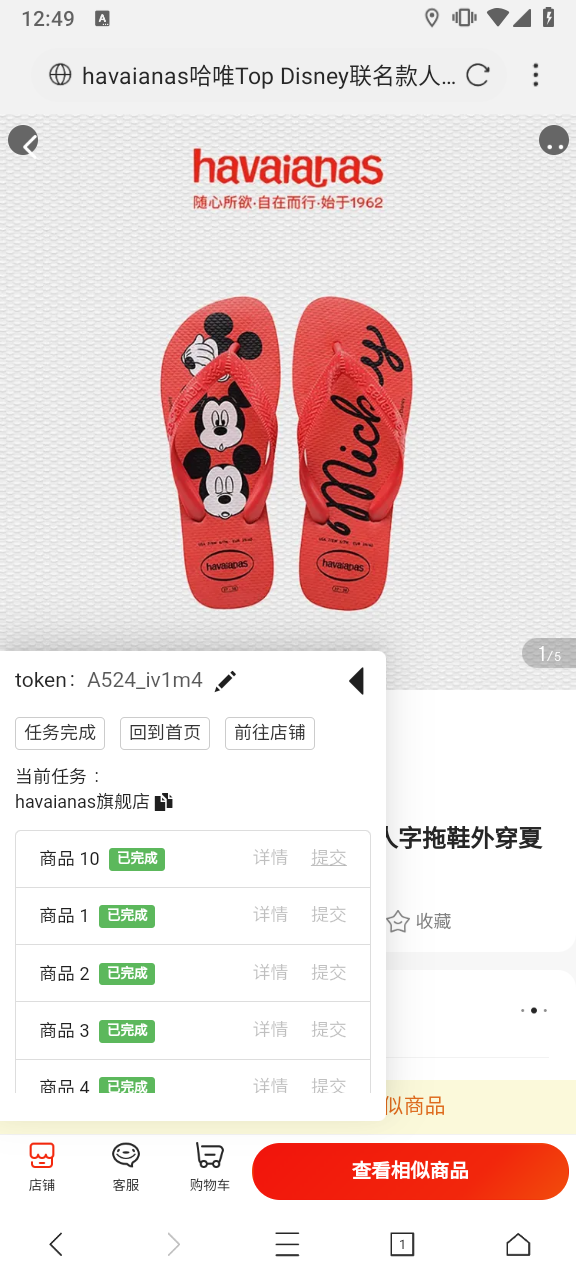 12:49
A
havaianas哈唯Top Disney联名款人...
havaianas
随心所欲·自在而行·始于1962
Mickey
havaianas
havaianas
1/5
token: A524_iv1m4
任务完成 回到首页 前往店铺
当前任务：
havaianas旗舰店
人字拖鞋外穿夏
商品 10 已完成 详情 提交
商品 1 已完成 详情 提交
收藏
商品 2 已完成 详情 提交
商品 3 已完成 详情 提交
商品 4 已完成 详情 提交
似商品
店铺 客服 购物车 查看相似商品
1